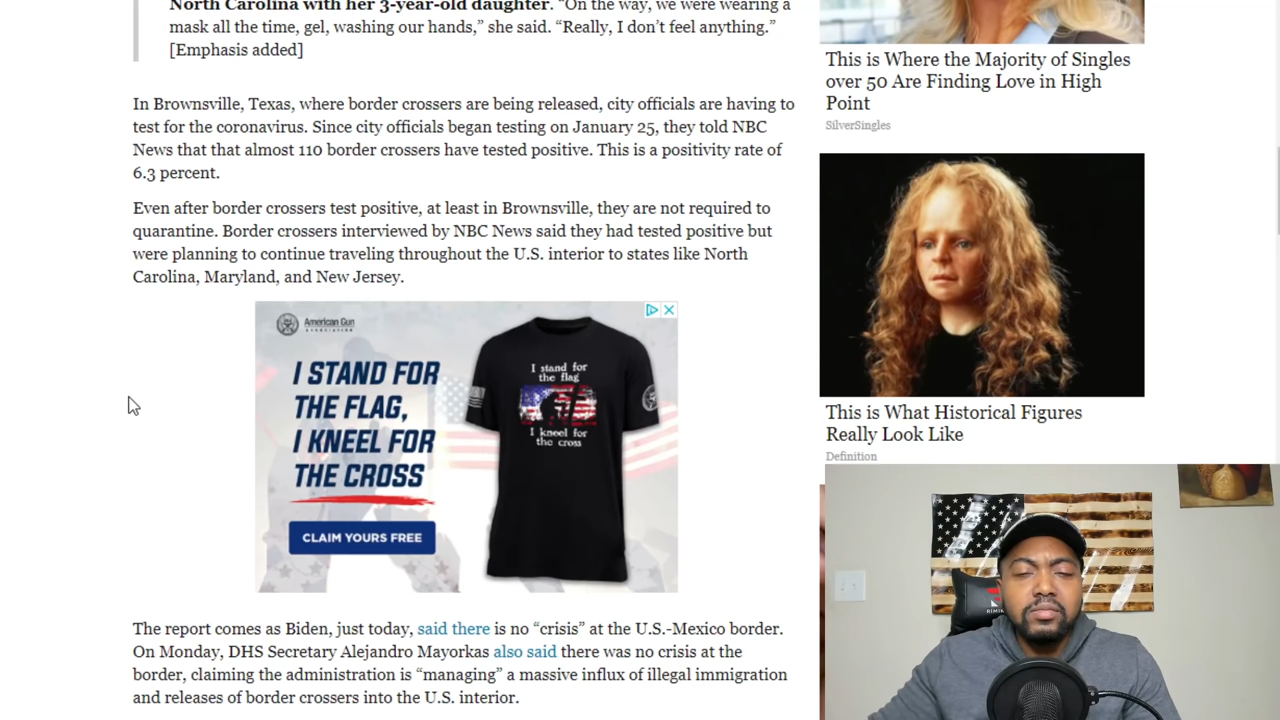 North Carolina with her 3-year-old daughter. “On the way, we were wearing a
mask all the time, gel, washing our hands,” she said. “Really, I don’t feel anything.”
[Emphasis added]
In Brownsville, Texas, where border crossers are being released, city officials are having to
test for the coronavirus. Since city officials began testing on January 25, they told NBC
News that that almost 110 border crossers have tested positive. This is a positivity rate of
6.3 percent.
Even after border crossers test positive, at least in Brownsville, they are not required to
quarantine. Border crossers interviewed by NBC News said they had tested positive but
were planning to continue traveling throughout the U.S. interior to states like North
Carolina, Maryland, and New Jersey.
American Gun
ASSOCIATION
I STAND FOR
THE FLAG,
I KNEEL FOR
THE CROSS
CLAIM YOURS FREE
I stand for
the flag
I kneel for
the cross
The report comes as Biden, just today, said there is no “crisis” at the U.S.-Mexico border.
On Monday, DHS Secretary Alejandro Mayorkas also said there was no crisis at the
border, claiming the administration is “managing” a massive influx of illegal immigration
and releases of border crossers into the U.S. interior.
This is Where the Majority of Singles
over 50 Are Finding Love in High
Point
SilverSingles
This is What Historical Figures
Really Look Like
Definition